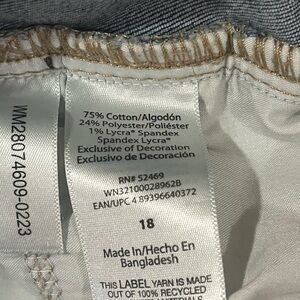 75% Cotton/Algodón
24% Polyester/Poliéster
1% Lycra® Spandex
Spandex Lycra®
Exclusive of Decoration
Exclusivo de Decoración
RN# 52469
WN32100028962B
EAN/UPC 4 89396640372
18
Made In/Hecho En
Bangladesh
THIS LABEL YARN IS MADE
OUT OF 100% RECYCLED
WM28074609-0223